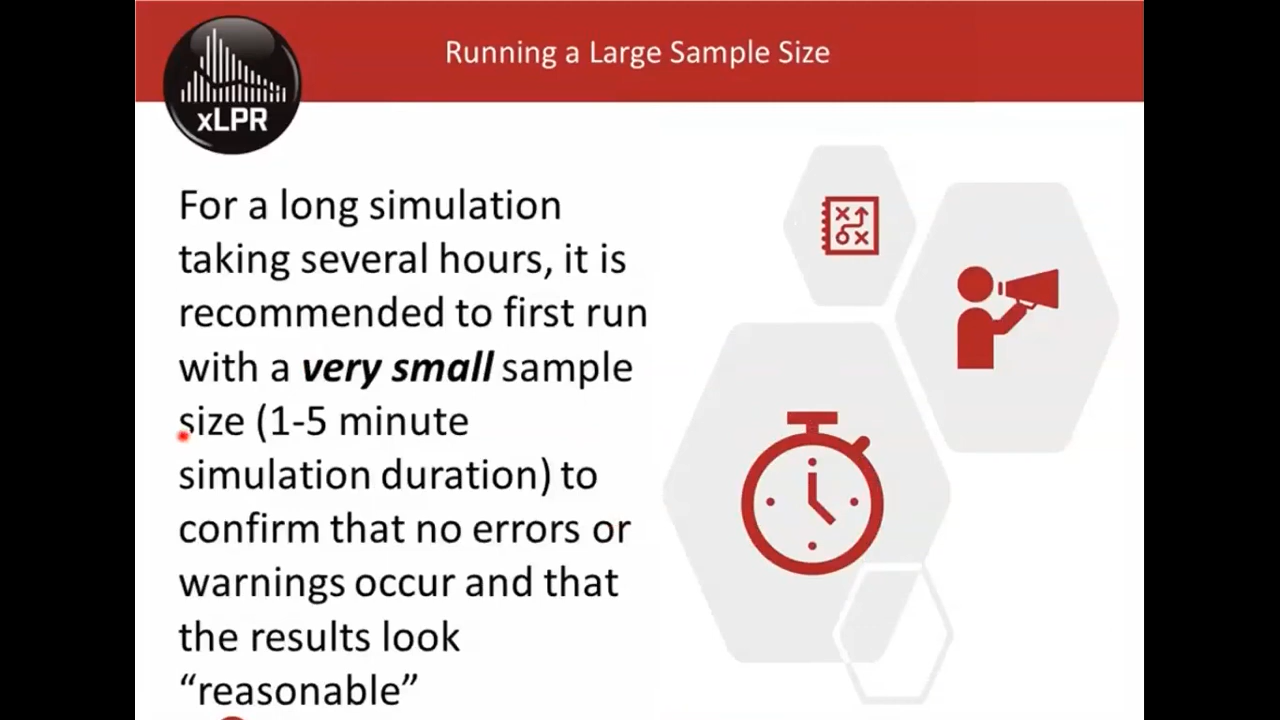 Running a Large Sample Size
xLPR
For a long simulation
taking several hours, it is
recommended to first run
with a very small sample
size (1-5 minute
simulation duration) to
confirm that no errors or
warnings occur and that
the results look
“reasonable”